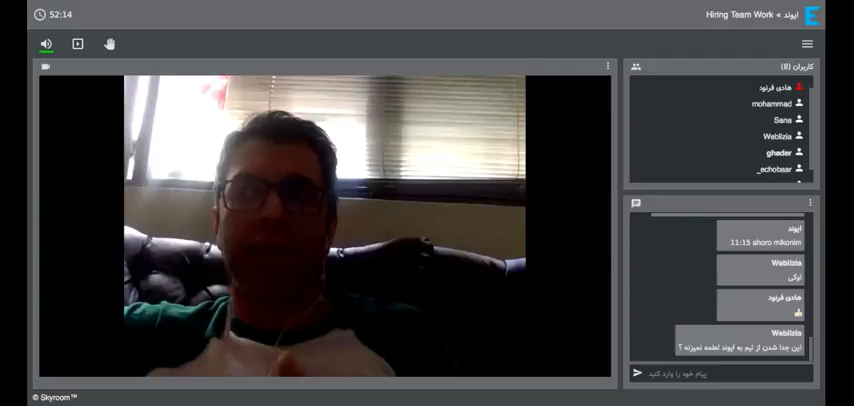 52:14
ایوند » Hiring Team Work
کاربران (8)
هادی فرنود
mohammad
Sana
Weblizia
ghader
echobaar_
ایوند
11:15 shoro mikonim
Weblizia
اوکی
هادی فرنود
👍
Weblizia
این جدا شدن از تیم به ایوند لطمه نمیزنه ؟
پیام خود را وارد کنید
© Skyroom™